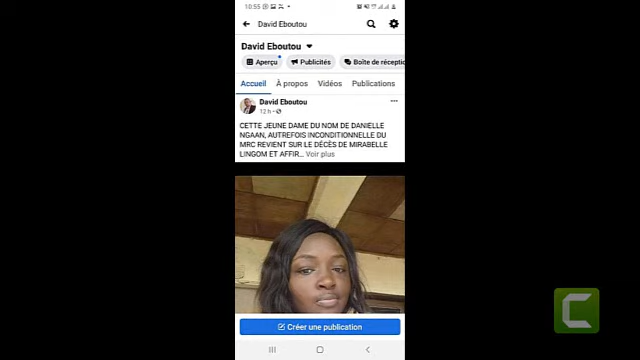 10:55
David Eboutou
David Eboutou
Aperçu
Publicités
Boîte de réceptio
Accueil
À propos
Vidéos
Publications
David Eboutou
12 h
CETTE JEUNE DAME DU NOM DE DANIELLE
NGAAN, AUTREFOIS INCONDITIONNELLE DU
MRC REVIENT SUR LE DÉCÈS DE MIRABELLE
LINGOM ET AFFIR... Voir plus
Créer une publication